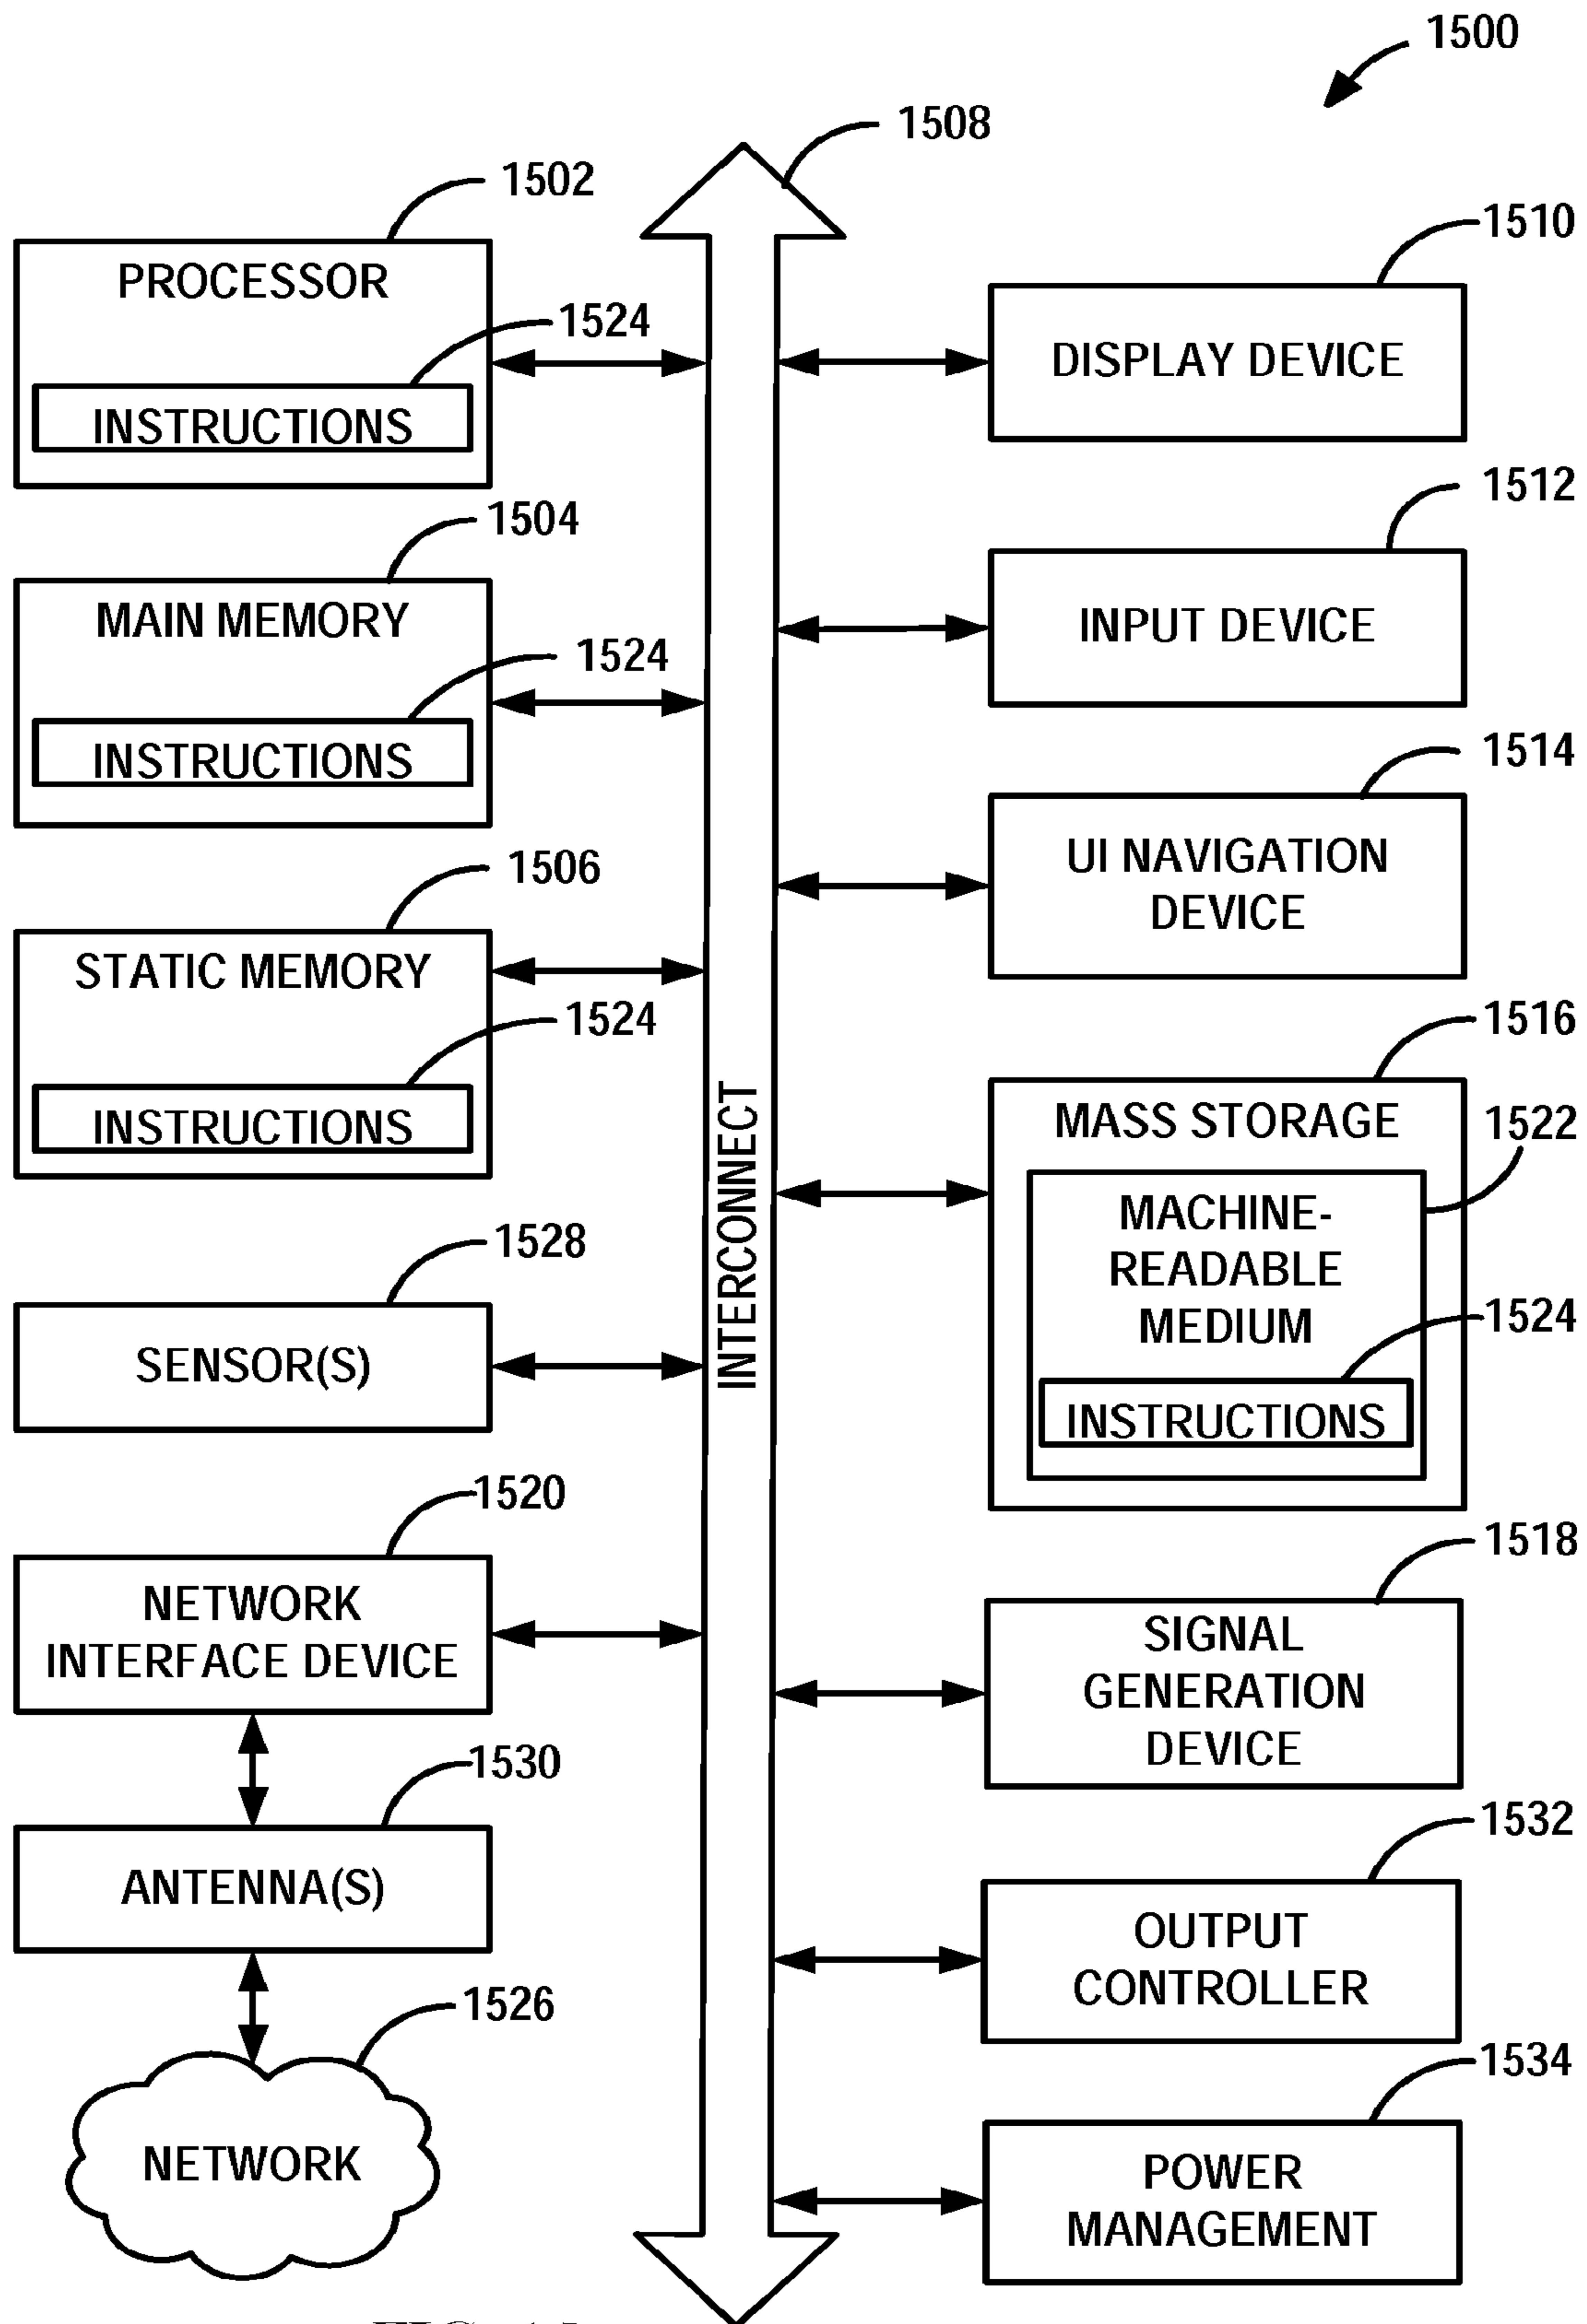 1500
1508
1502
PROCESSOR
1524
INSTRUCTIONS
1504
MAIN MEMORY
1524
INSTRUCTIONS
1506
STATIC MEMORY
1524
INSTRUCTIONS
1528
SENSOR(S)
1520
NETWORK
INTERFACE DEVICE
1530
ANTENNA(S)
1526
NETWORK
INTERCONNECT
1510
DISPLAY DEVICE
1512
INPUT DEVICE
1514
UI NAVIGATION
DEVICE
1516
MASS STORAGE
1522
MACHINE-
READABLE
MEDIUM
1524
INSTRUCTIONS
1518
SIGNAL
GENERATION
DEVICE
1532
OUTPUT
CONTROLLER
1534
POWER
MANAGEMENT